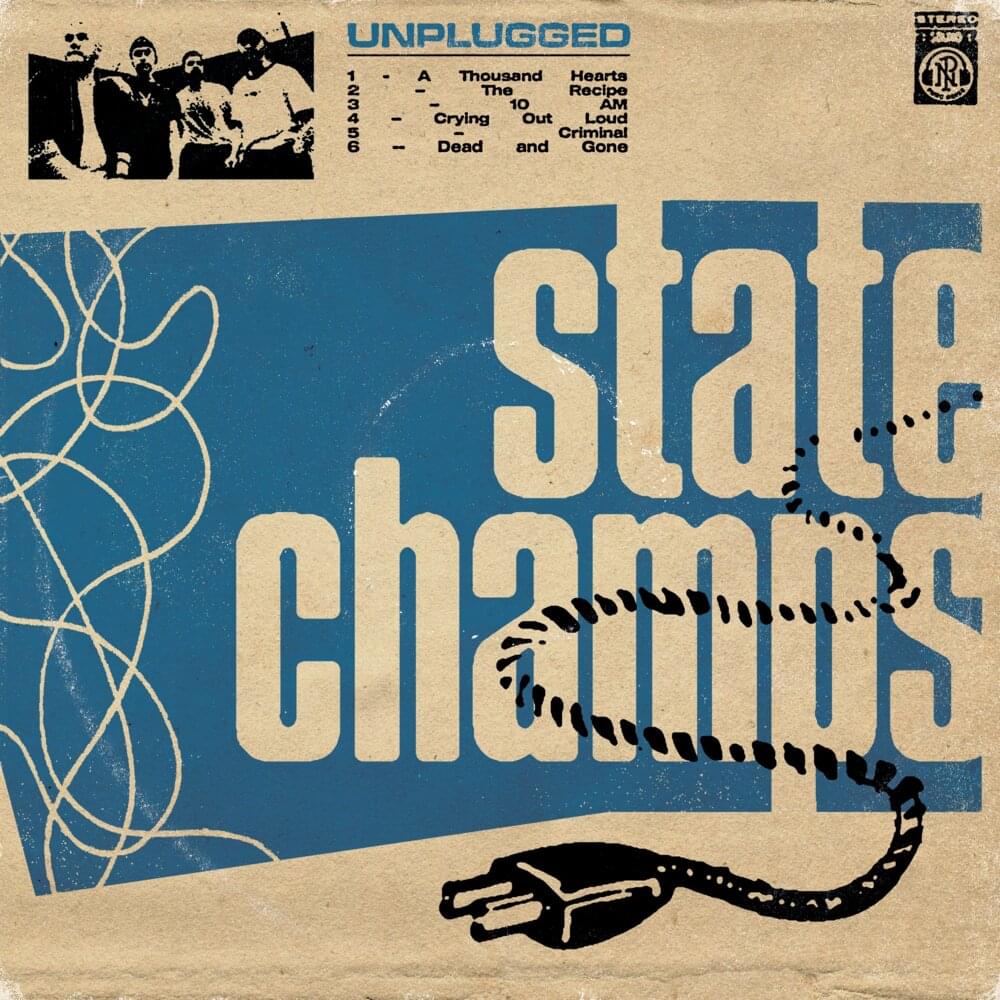 UNPLUGGED
1 - A Thousand Hearts
2 - The Recipe
3 - 10 AM
4 - Crying Out Loud
5 - Criminal
6 -- Dead and Gone
STEREO
state
champs